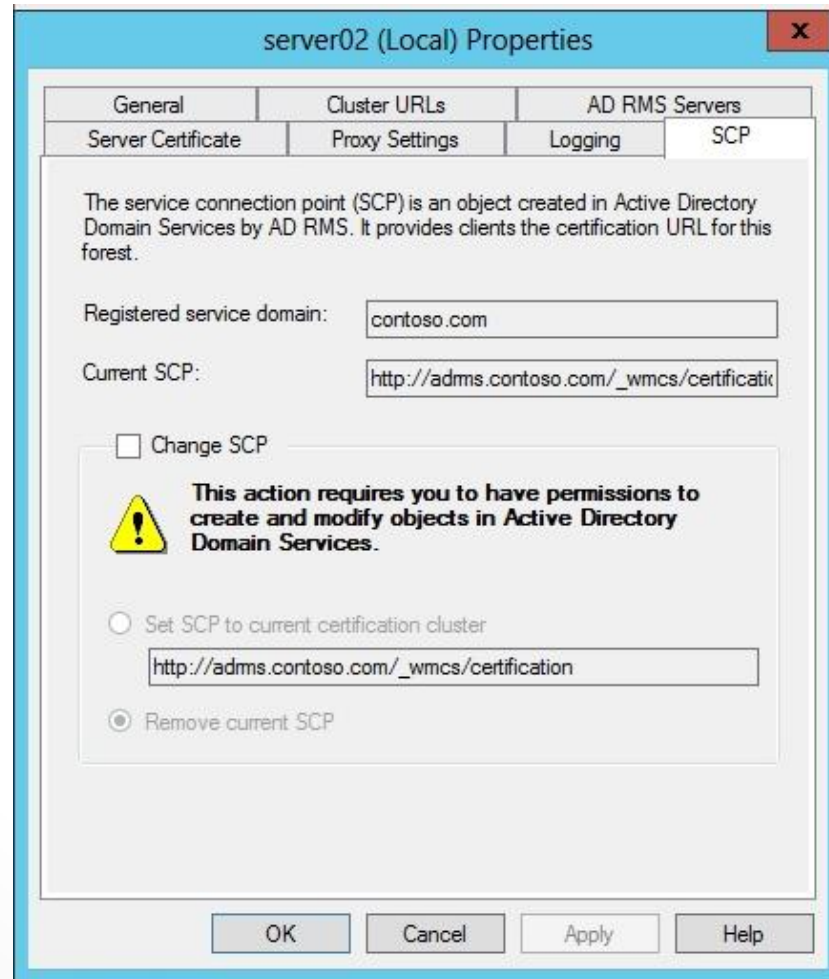 server02 (Local) Properties
x
General
Cluster URLs
AD RMS Servers
Server Certificate
Proxy Settings
Logging
SCP
The service connection point (SCP) is an object created in Active Directory
Domain Services by AD RMS. It provides clients the certification URL for this
forest.
Registered service domain:
contoso.com
Current SCP:
http://adrms.contoso.com/_wmcs/certificatic
Change SCP
This action requires you to have permissions to
create and modify objects in Active Directory
Domain Services.
Set SCP to current certification cluster
http://adrms.contoso.com/_wmcs/certification
Remove current SCP
OK
Cancel
Apply
Help